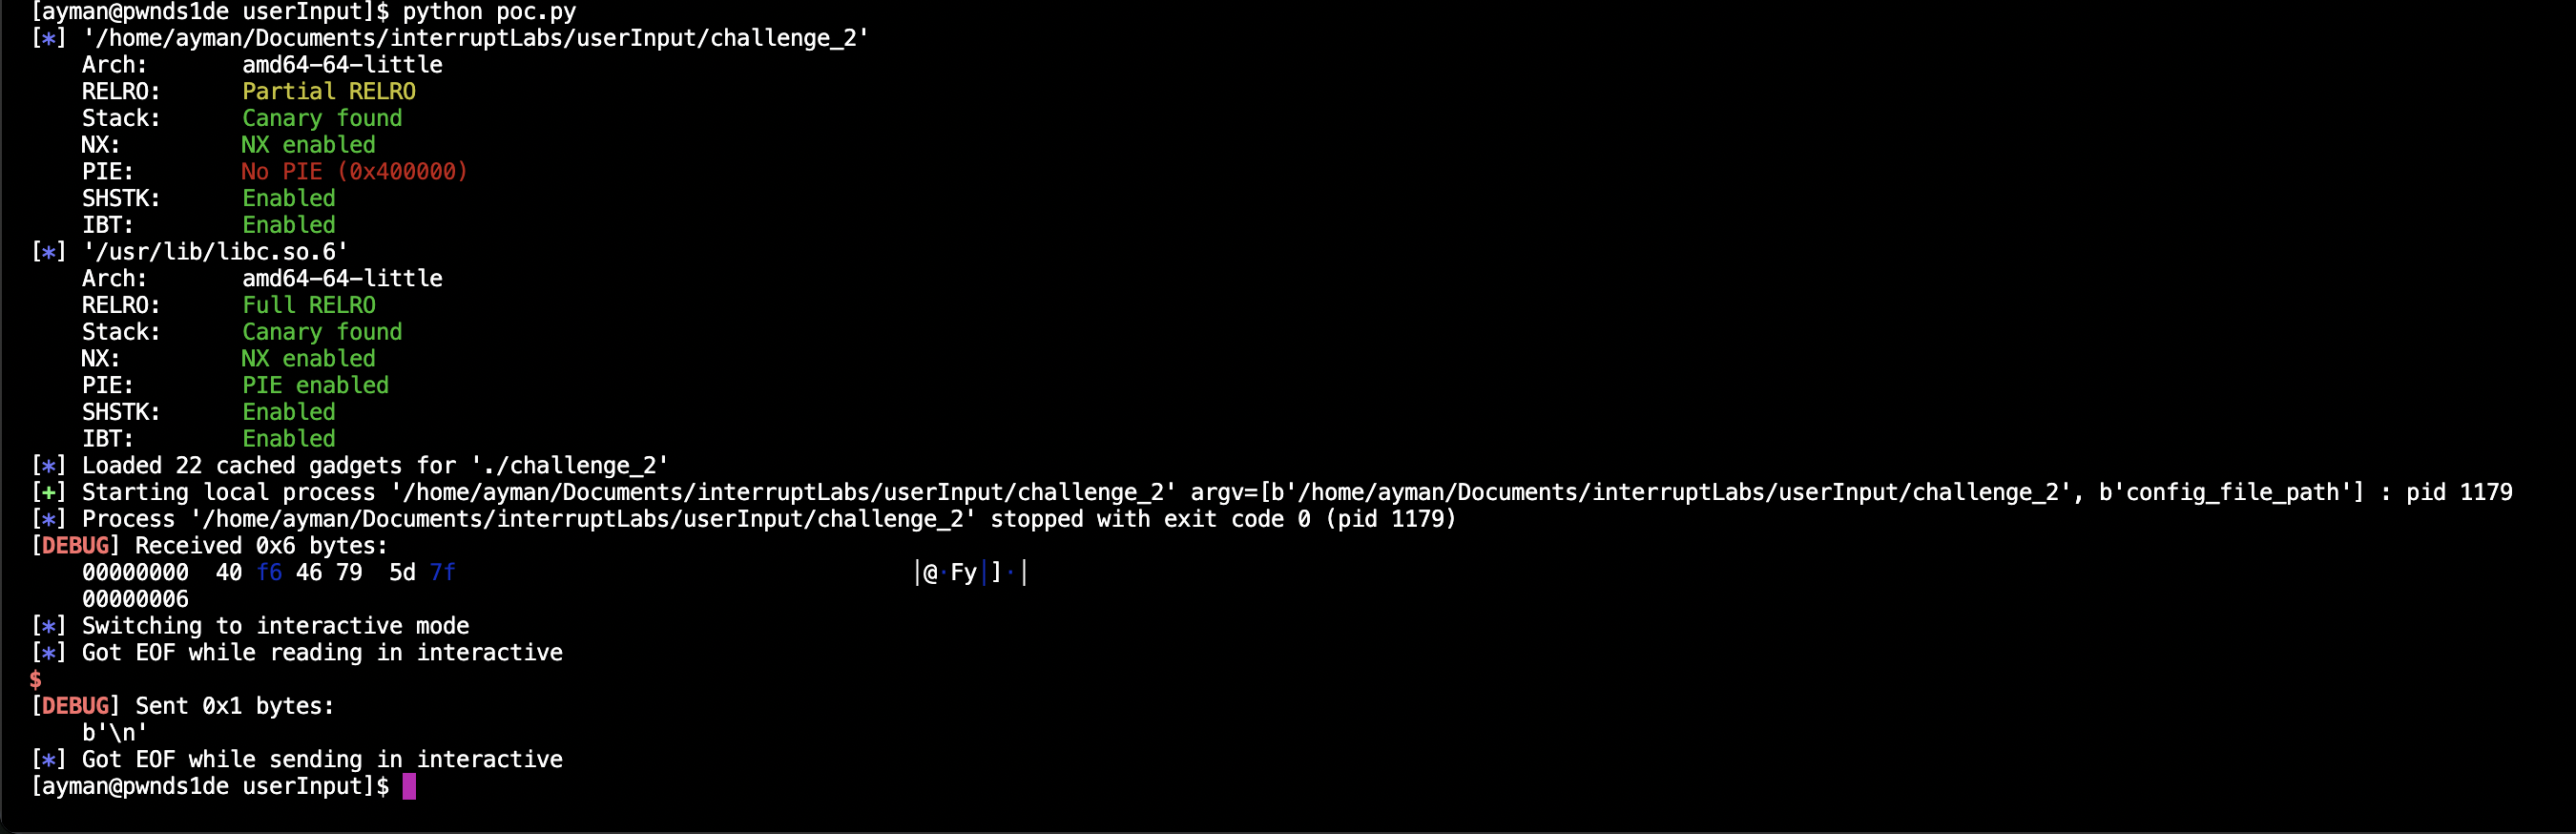 [ayman@pwnds1de userInput]$ python poc.py
[*] '/home/ayman/Documents/interruptLabs/userInput/challenge_2'
    Arch:       amd64-64-little
    RELRO:      Partial RELRO
    Stack:      Canary found
    NX:         NX enabled
    PIE:        No PIE (0x400000)
    SHSTK:      Enabled
    IBT:        Enabled
[*] '/usr/lib/libc.so.6'
    Arch:       amd64-64-little
    RELRO:      Full RELRO
    Stack:      Canary found
    NX:         NX enabled
    PIE:        PIE enabled
    SHSTK:      Enabled
    IBT:        Enabled
[*] Loaded 22 cached gadgets for './challenge_2'
[+] Starting local process '/home/ayman/Documents/interruptLabs/userInput/challenge_2' argv=[b'/home/ayman/Documents/interruptLabs/userInput/challenge_2', b'config_file_path'] : pid 1179
[*] Process '/home/ayman/Documents/interruptLabs/userInput/challenge_2' stopped with exit code 0 (pid 1179)
[DEBUG] Received 0x6 bytes:
    00000000  40 f6 46 79  5d 7f                                  │@·Fy│]·│
    00000006
[*] Switching to interactive mode
[*] Got EOF while reading in interactive
$
[DEBUG] Sent 0x1 bytes:
    b'\n'
[*] Got EOF while sending in interactive
[ayman@pwnds1de userInput]$